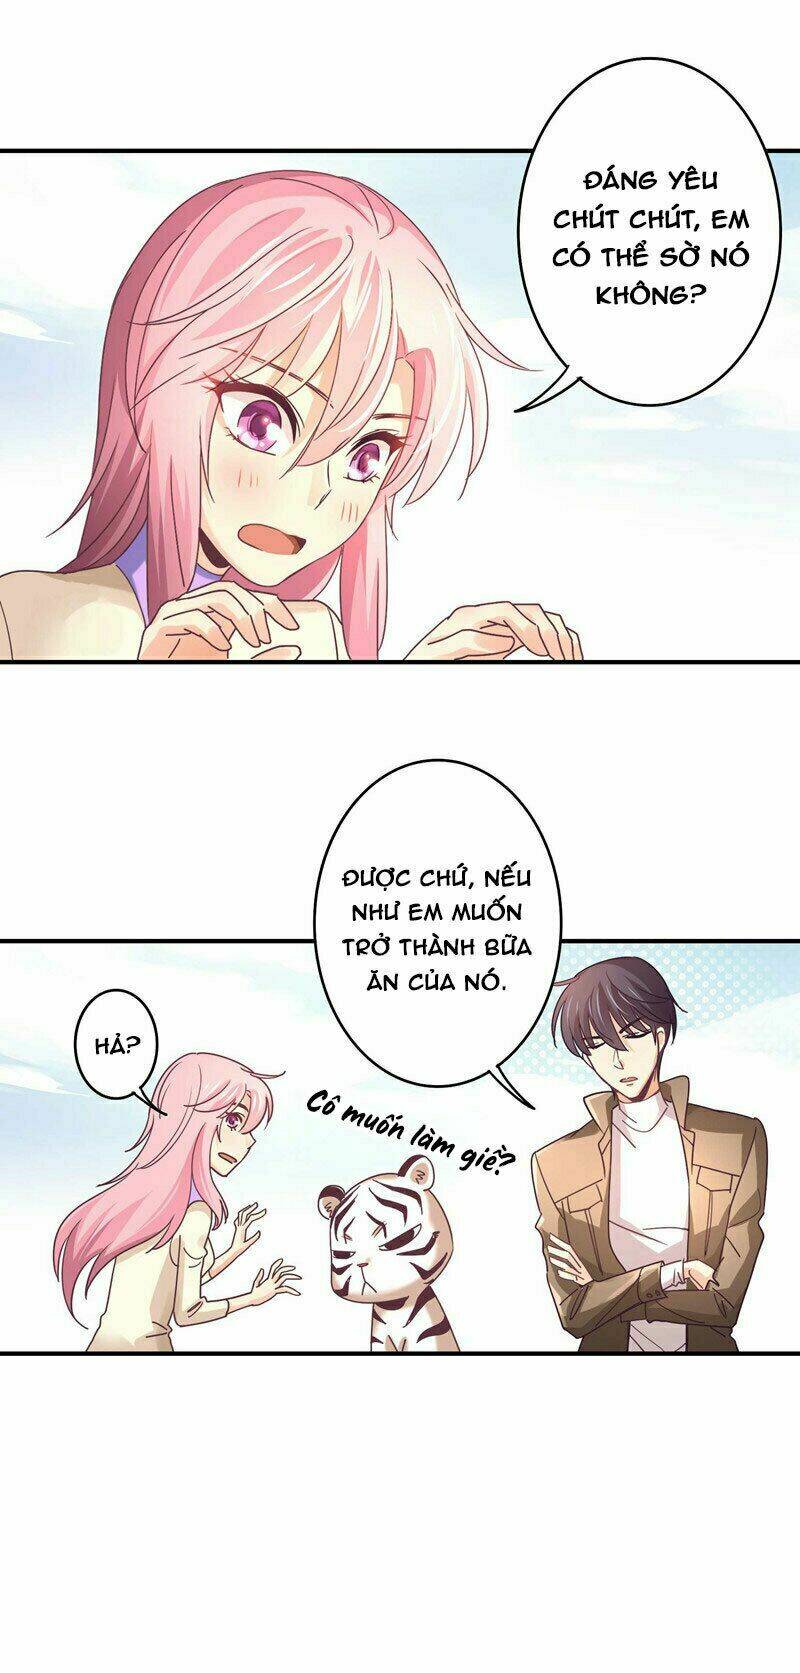 ĐÁNG YÊU
CHÚT CHÚT, EM
CÓ THỂ SỜ NÓ
KHÔNG?
ĐƯỢC CHỨ, NẾU
NHƯ EM MUỐN
TRỞ THÀNH BỮA
ĂN CỦA NÓ.
HẢ?
Cô muốn làm giề?